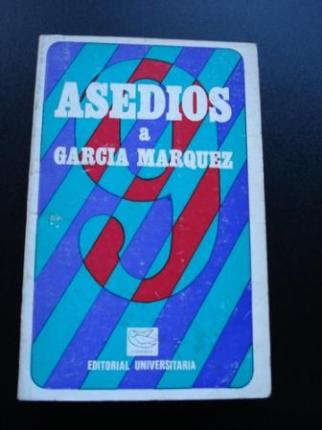 9
ASEDIOS
a
GARCIA MARQUEZ
EDITORIAL UNIVERSITARIA